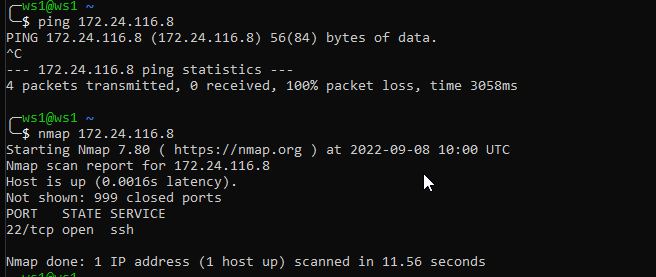 ┌─ws1@ws1 ~
└─$ ping 172.24.116.8
PING 172.24.116.8 (172.24.116.8) 56(84) bytes of data.
^C
--- 172.24.116.8 ping statistics ---
4 packets transmitted, 0 received, 100% packet loss, time 3058ms
┌─ws1@ws1 ~
└─$ nmap 172.24.116.8
Starting Nmap 7.80 ( https://nmap.org ) at 2022-09-08 10:00 UTC
Nmap scan report for 172.24.116.8
Host is up (0.0016s latency).
Not shown: 999 closed ports
PORT   STATE SERVICE
22/tcp open  ssh
Nmap done: 1 IP address (1 host up) scanned in 11.56 seconds